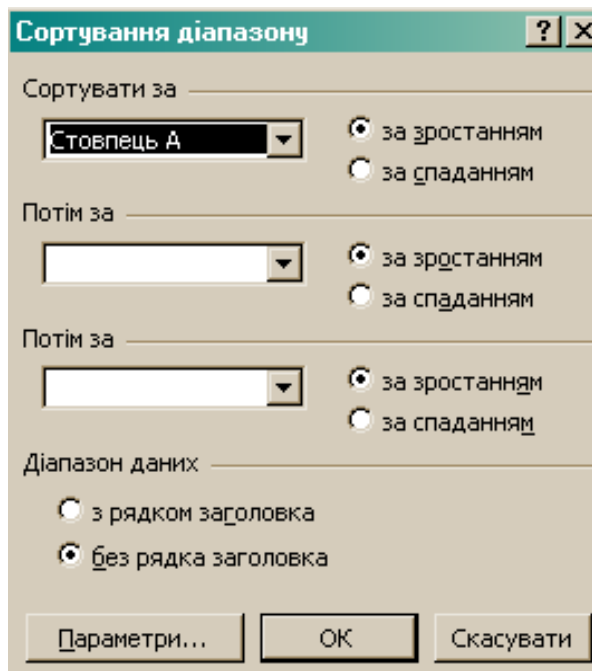 Сортування діапазону
Сортувати за
Стовпець А
за зростанням
за спаданням
Потім за
за зростанням
за спаданням
Потім за
за зростанням
за спаданням
Діапазон даних
з рядком заголовка
без рядка заголовка
Параметри... ОК Скасувати